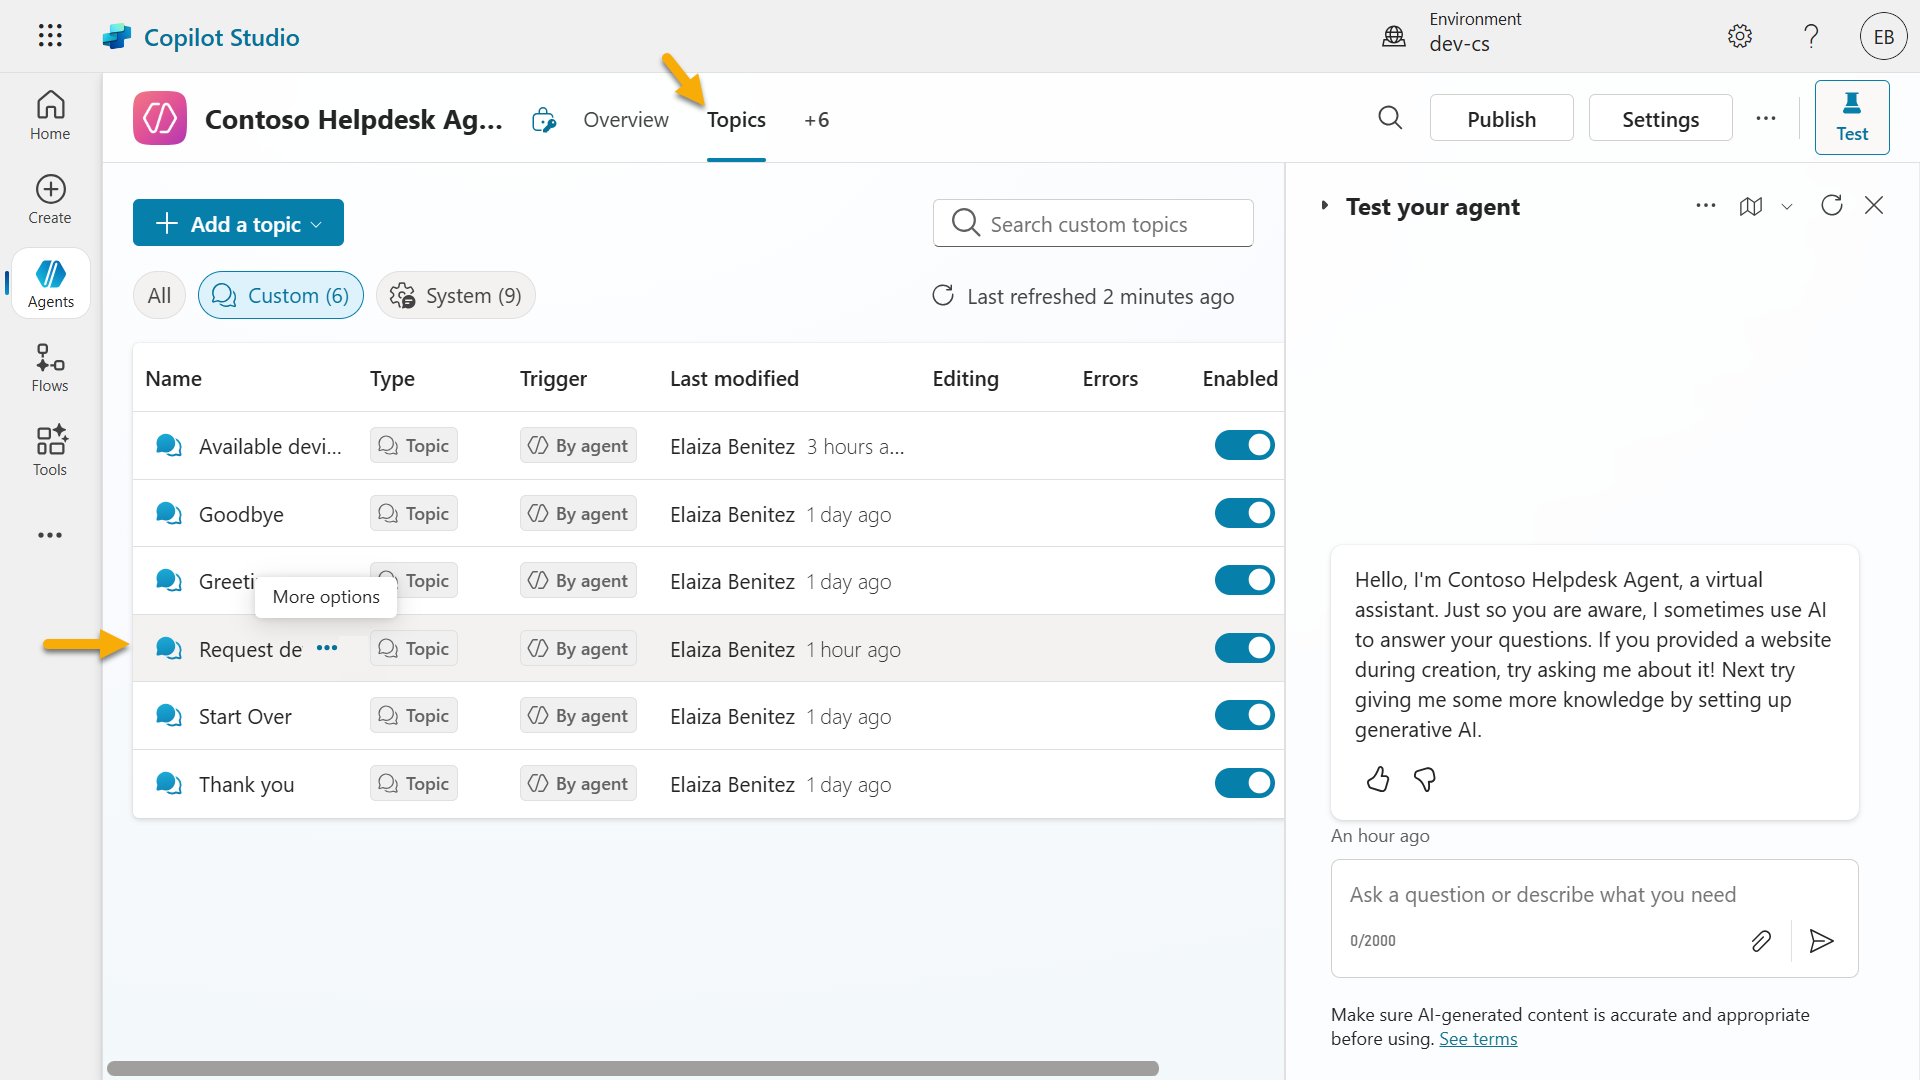 Copilot Studio
Environment
dev-cs
EB
Home
Create
Agents
Flows
Tools
Contoso Helpdesk Ag...
Overview
Topics
+6
Publish
Settings
Test
Add a topic
Search custom topics
All
Custom (6)
System (9)
Last refreshed 2 minutes ago
Name Type Trigger Last modified Editing Errors Enabled
Available devi... Topic By agent Elaiza Benitez 3 hours a...
Goodbye Topic By agent Elaiza Benitez 1 day ago
Greeti Topic By agent Elaiza Benitez 1 day ago
More options
Request de Topic By agent Elaiza Benitez 1 hour ago
Start Over Topic By agent Elaiza Benitez 1 day ago
Thank you Topic By agent Elaiza Benitez 1 day ago
Test your agent
Hello, I'm Contoso Helpdesk Agent, a virtual
assistant. Just so you are aware, I sometimes use AI
to answer your questions. If you provided a website
during creation, try asking me about it! Next try
giving me some more knowledge by setting up
generative AI.
An hour ago
Ask a question or describe what you need
0/2000
Make sure AI-generated content is accurate and appropriate
before using. See terms